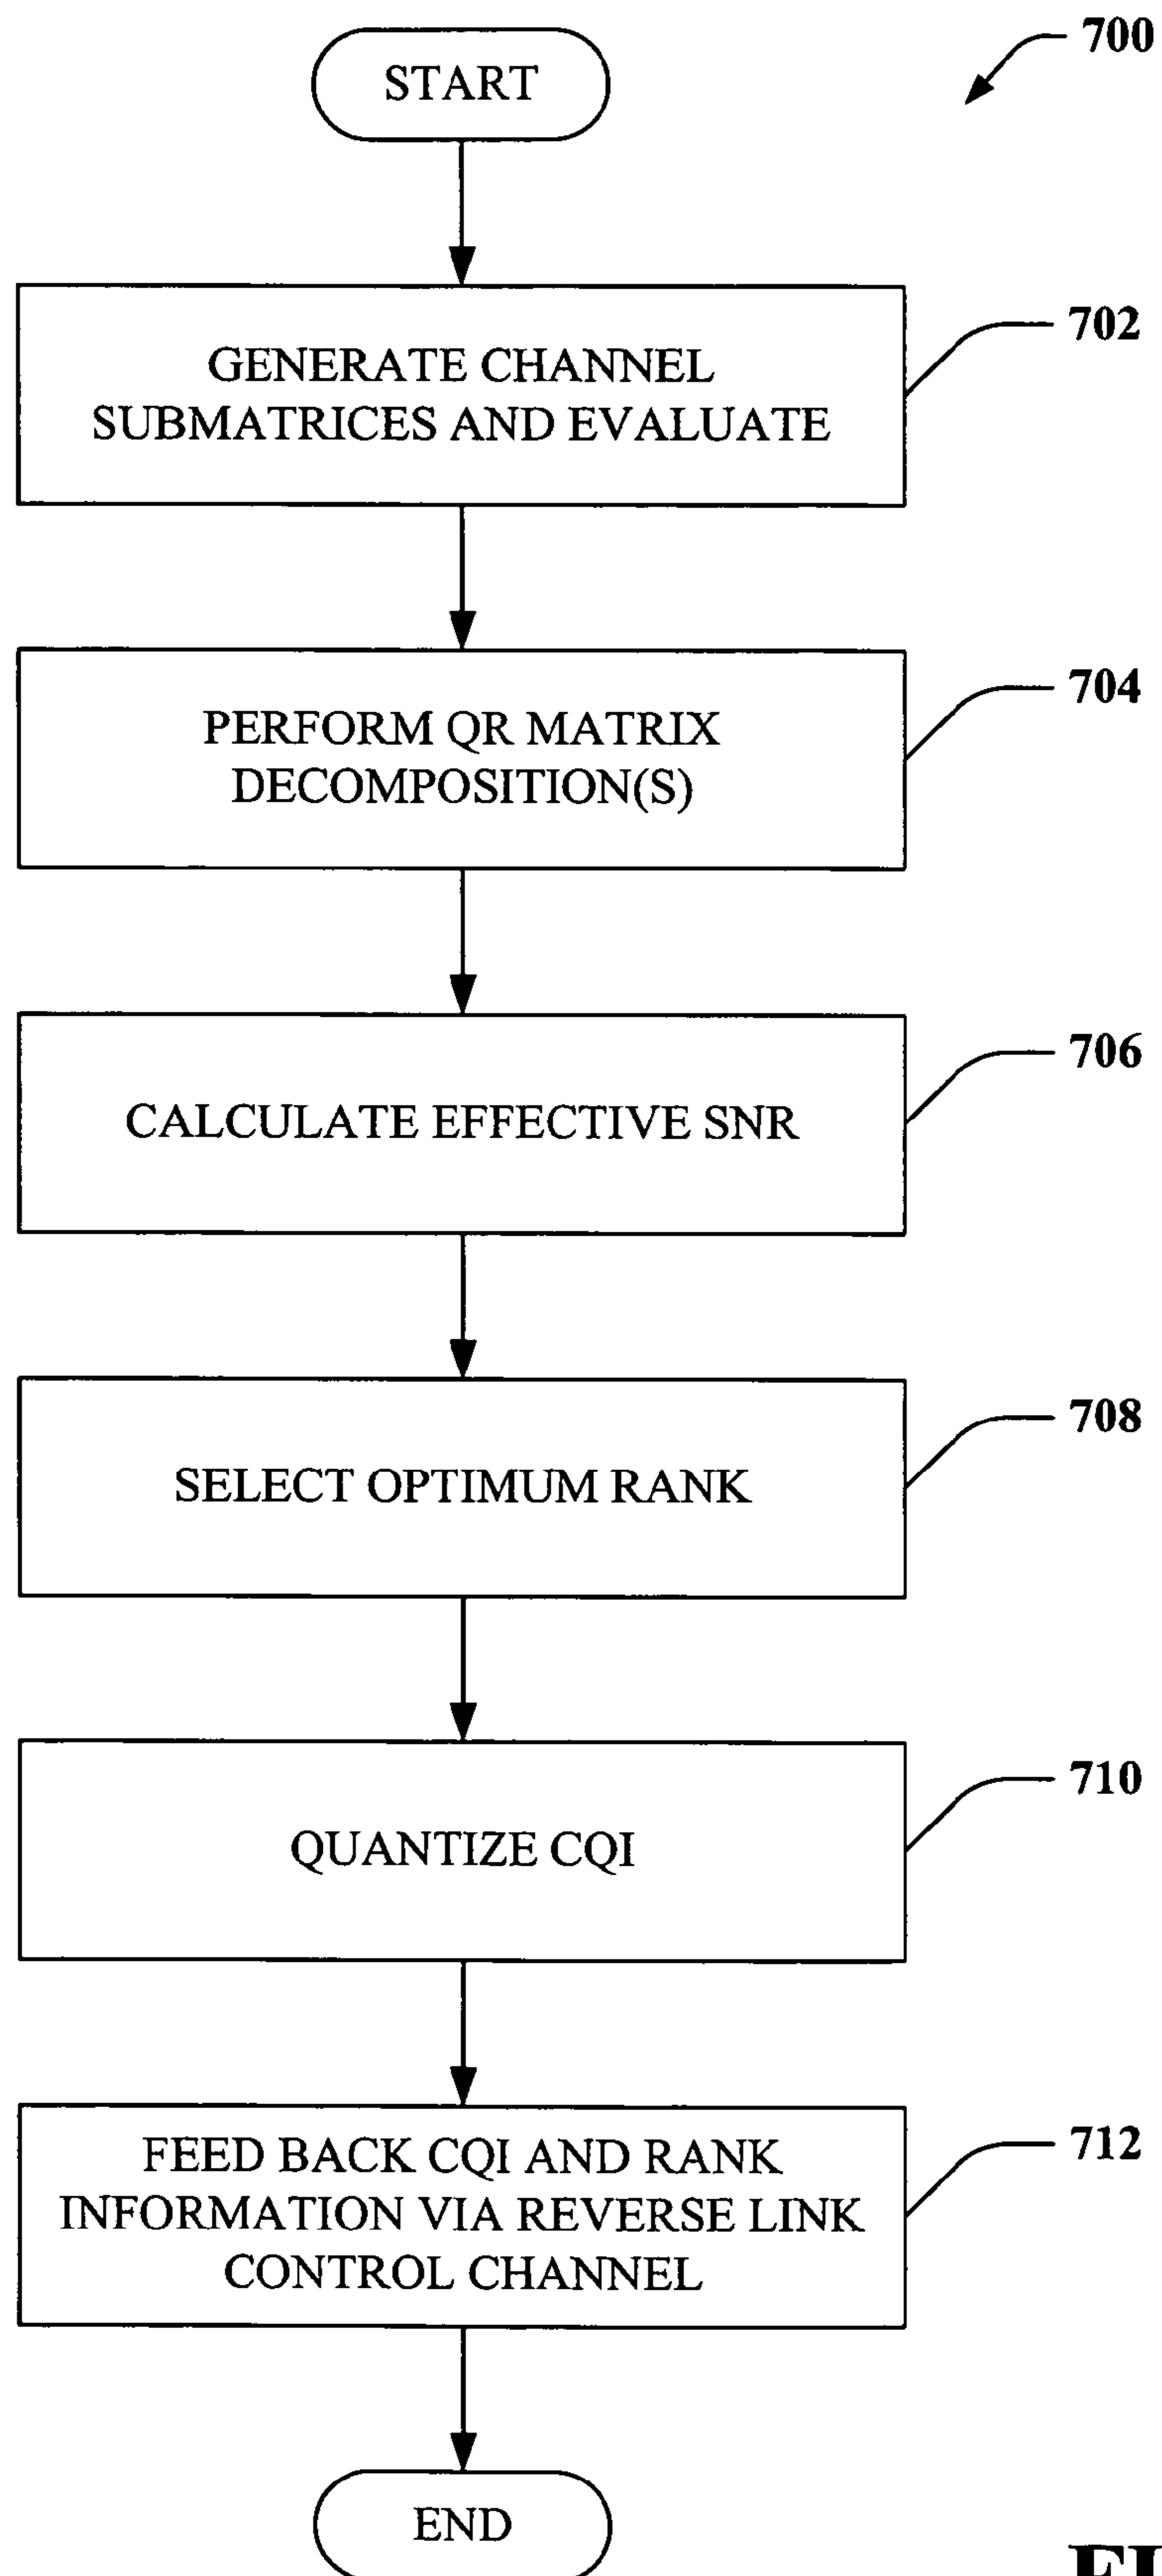 700
START
702
GENERATE CHANNEL
SUBMATRICES AND EVALUATE
704
PERFORM QR MATRIX
DECOMPOSITION(S)
706
CALCULATE EFFECTIVE SNR
708
SELECT OPTIMUM RANK
710
QUANTIZE CQI
712
FEED BACK CQI AND RANK
INFORMATION VIA REVERSE LINK
CONTROL CHANNEL
END